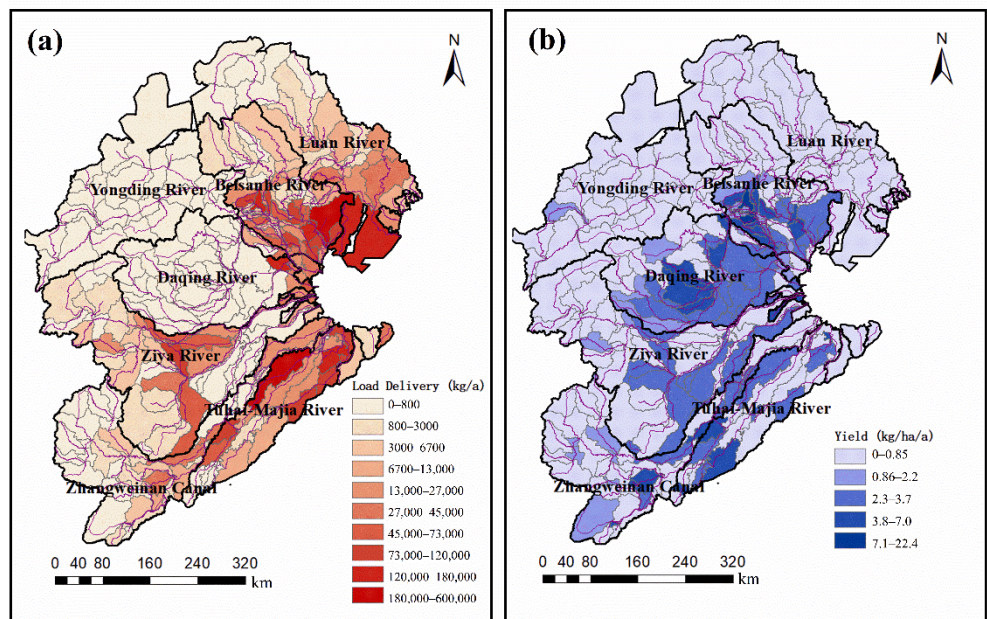 (a)
N
Luan River
Beisanhe River
Yongding River
Daqing River
Ziya River
Tuhai-Majia River
Zhangweinan Canal
Load Delivery (kg/a)
0–800
800–3000
3000 6700
6700–13,000
13,000–27,000
27,000 45,000
45,000–73,000
73,000–120,000
120,000 180,000
180,000–600,000
0 40 80 160 240 320
km
(b)
N
Luan River
Beisanhe River
Yongding River
Daqing River
Ziya River
Tuhai-Majia River
Zhangweinan Canal
Yield (kg/ha/a)
0–0.85
0.86–2.2
2.3–3.7
3.8–7.0
7.1–22.4
0 40 80 160 240 320
km